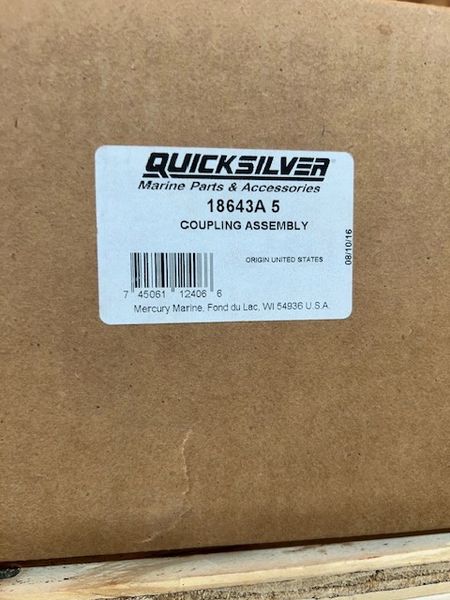 QUICKSILVER
Marine Parts & Accessories
18643A 5
COUPLING ASSEMBLY
ORIGIN UNITED STATES
08/10/16
7 45061 12406 6
Mercury Marine, Fond du Lac, WI 54936 U.S.A.